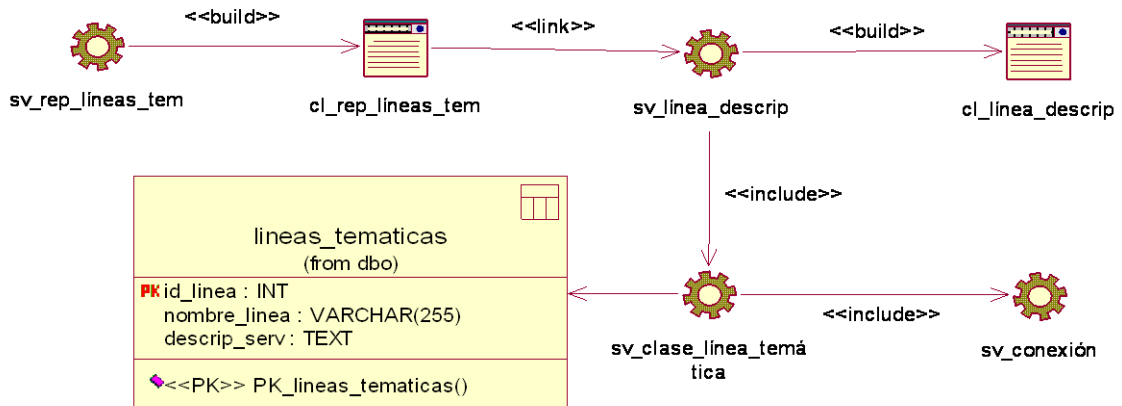 <<build>>
<<link>>
<<build>>
sv_rep_líneas_tem
cl_rep_líneas_tem
sv_línea_descrip
cl_línea_descrip
<<include>>
lineas_tematicas
(from dbo)
PK id_linea : INT
nombre_linea : VARCHAR(255)
descrip_serv : TEXT
<<PK>> PK_lineas_tematicas()
<<include>>
sv_clase_línea_temá
tica
sv_conexión